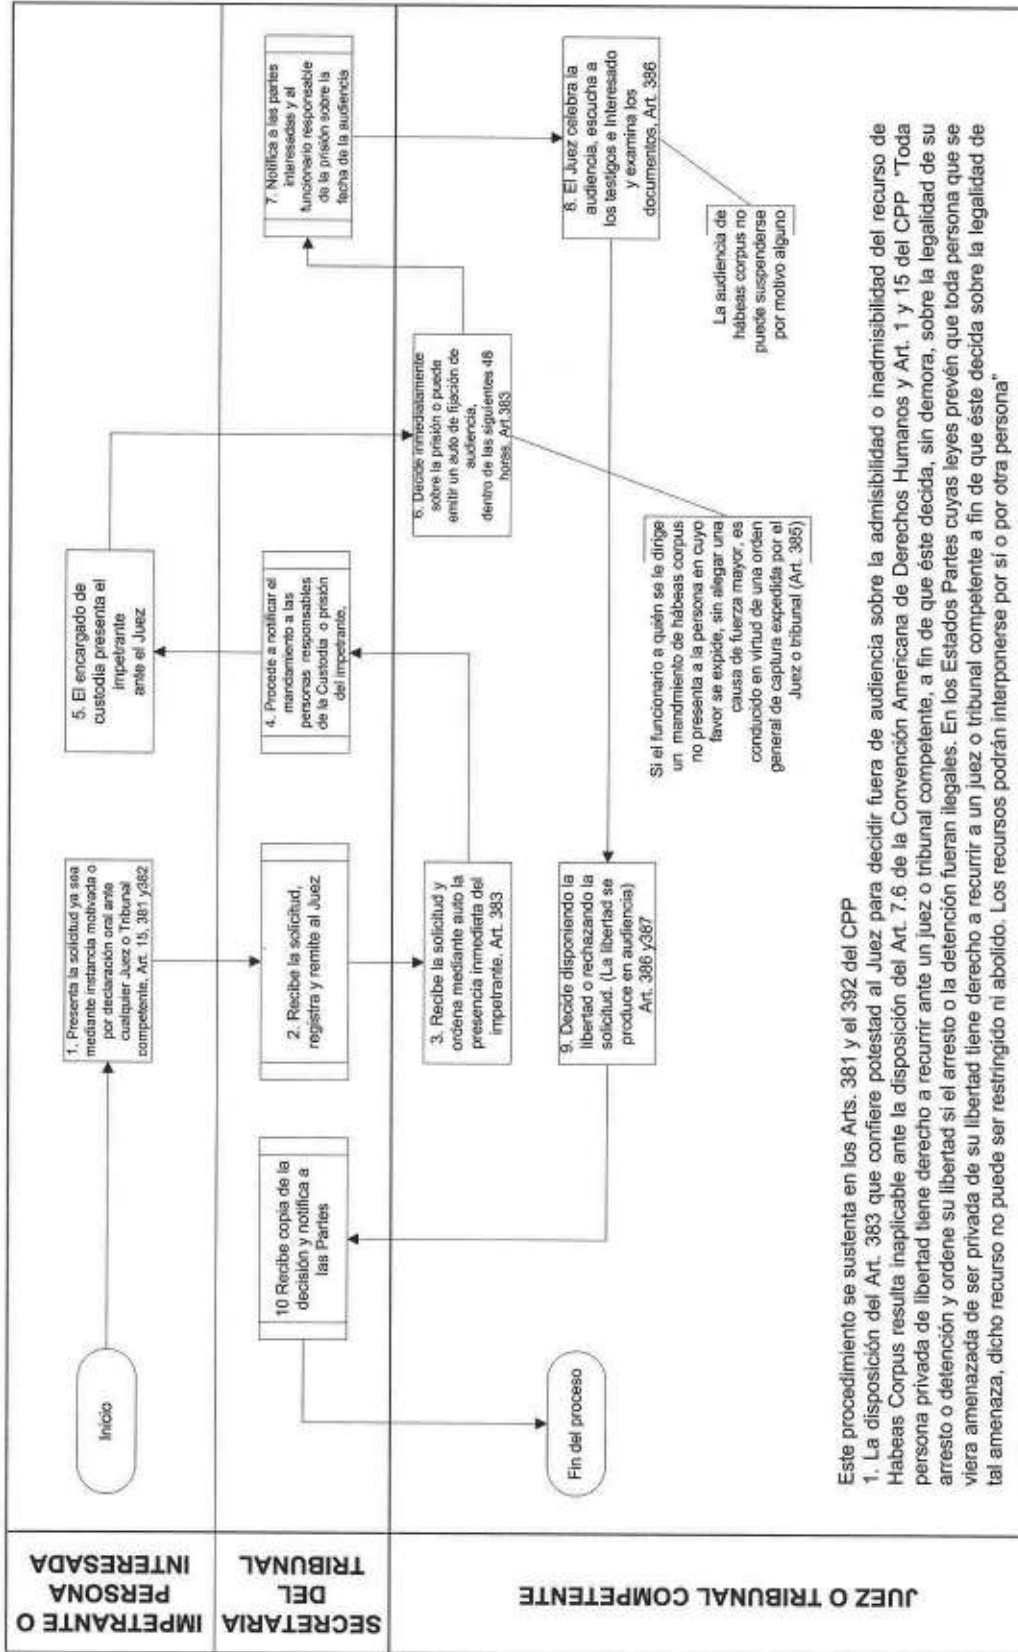 IMPETRANTE O
PERSONA
INTERESADA
Inicio
1. Presenta la solicitud ya sea
mediante instancia motivada o
por declaración oral ante
cualquier Juez o Tribunal
competente, Art. 15, 381 y382
5. El encargado de
custodia presenta el
impetrante
ante el Juez
SECRETARIA
DEL
TRIBUNAL
10 Recibe copia de la
decisión y notifica a
las Partes
2. Recibe la solicitud,
registra y remite al Juez
4. Procede a notificar el
mandamiento a las
personas responsables
de la Custodia o prisión
del impetrante,
7. Notifica a las partes
interesadas y al
funcionario responsable
de la prisión sobre la
fecha de la audiencia
JUEZ O TRIBUNAL COMPETENTE
3. Recibe la solicitud y
ordena mediante auto la
presencia inmediata del
impetrante. Art. 383
6. Decide inmediatamente
sobre la prisión o puede
emitir un auto de fijación de
audiencia,
dentro de las siguientes 48
horas, Art.383
Fin del proceso
9. Decide disponiendo la
libertad o rechazando la
solicitud. (La libertad se
produce en audiencia)
Art. 386 y387
8. El Juez celebra la
audiencia, escucha a
los testigos e Interesado
y examina los
documentos, Art. 386
Si el funcionario a quién se le dirige
un mandmiento de hábeas corpus
no presenta a la persona en cuyo
favor se expide, sin alegar una
causa de fuerza mayor, es
conducido en virtud de una orden
general de captura expedida por el
Juez o tribunal (Art. 385)
La audiencia de
hábeas corpus no
puede suspenderse
por motivo alguno
Este procedimiento se sustenta en los Arts. 381 y el 392 del CPP
1. La disposición del Art. 383 que confiere potestad al Juez para decidir fuera de audiencia sobre la admisibilidad o inadmisibilidad del recurso de
Habeas Corpus resulta inaplicable ante la disposición del Art. 7.6 de la Convención Americana de Derechos Humanos y Art. 1 y 15 del CPP "Toda
persona privada de libertad tiene derecho a recurrir ante un juez o tribunal competente, a fin de que éste decida, sin demora, sobre la legalidad de su
arresto o detención y ordene su libertad si el arresto o la detención fueran ilegales. En los Estados Partes cuyas leyes prevén que toda persona que se
viera amenazada de ser privada de su libertad tiene derecho a recurrir a un juez o tribunal competente a fin de que éste decida sobre la legalidad de
tal amenaza, dicho recurso no puede ser restringido ni abolido. Los recursos podrán interponerse por sí o por otra persona"